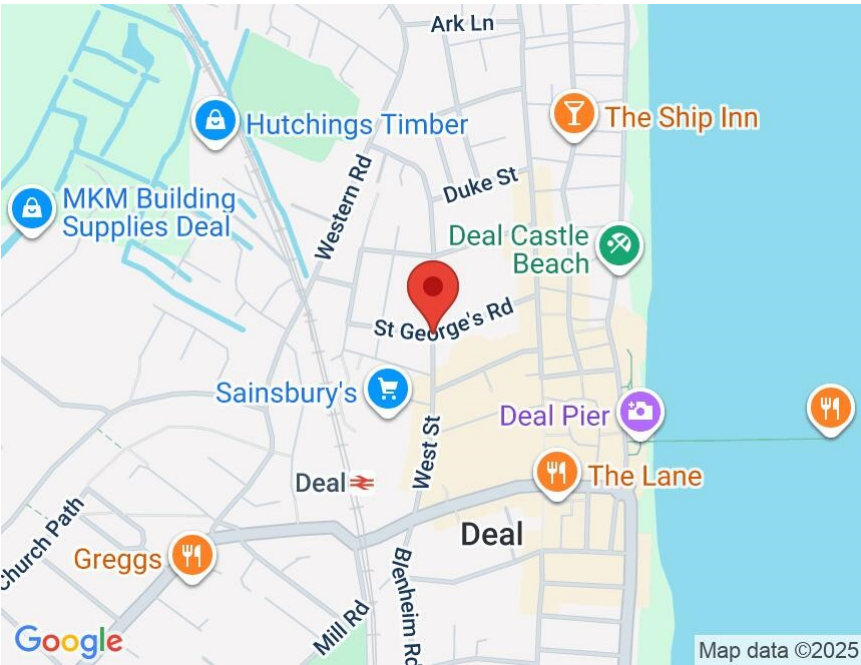 Ark Ln
The Ship Inn
Hutchings Timber
Western Rd
Duke St
MKM Building
Supplies Deal
Deal Castle
Beach
St George's Rd
Sainsbury's
Deal Pier
West St
Deal
The Lane
Church Path
Deal
Greggs
Blenheim Rd
Mill Rd
Google
Map data ©2025